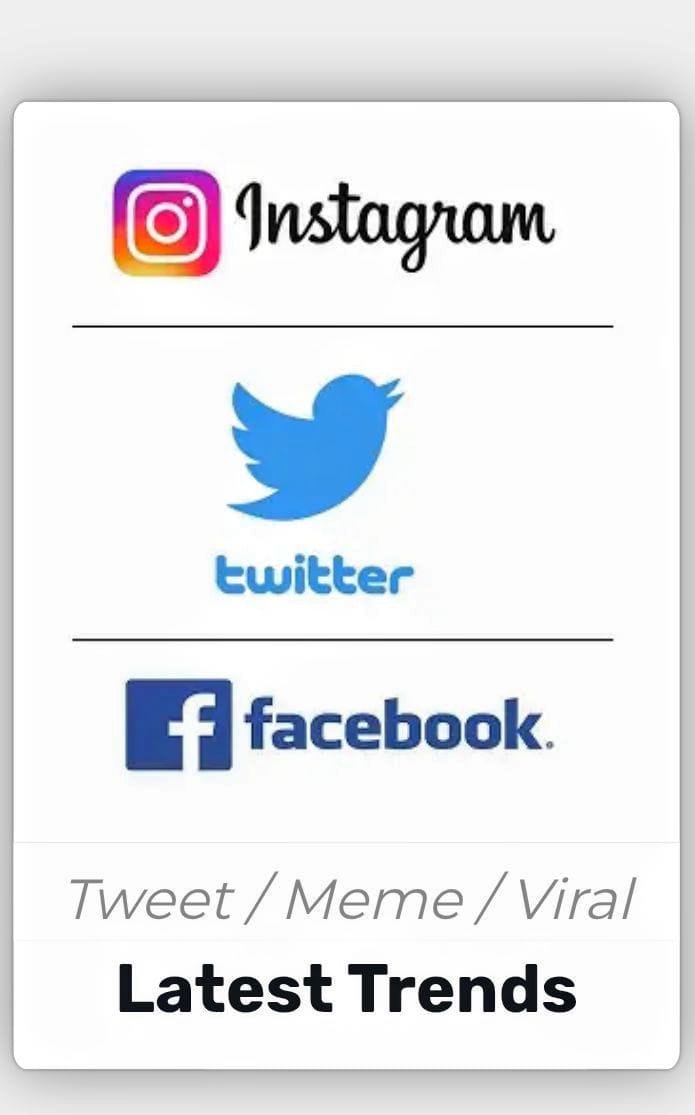 Instagram
twitter
facebook.
Tweet / Meme / Viral
Latest Trends